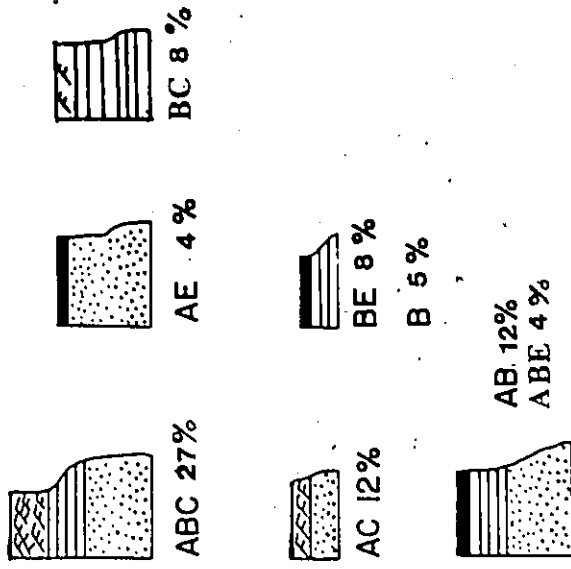 BC 8%
AE 4%
ABC 27%
BE 8%
B 5%
AC 12%
AB. 12%
ABE 4%